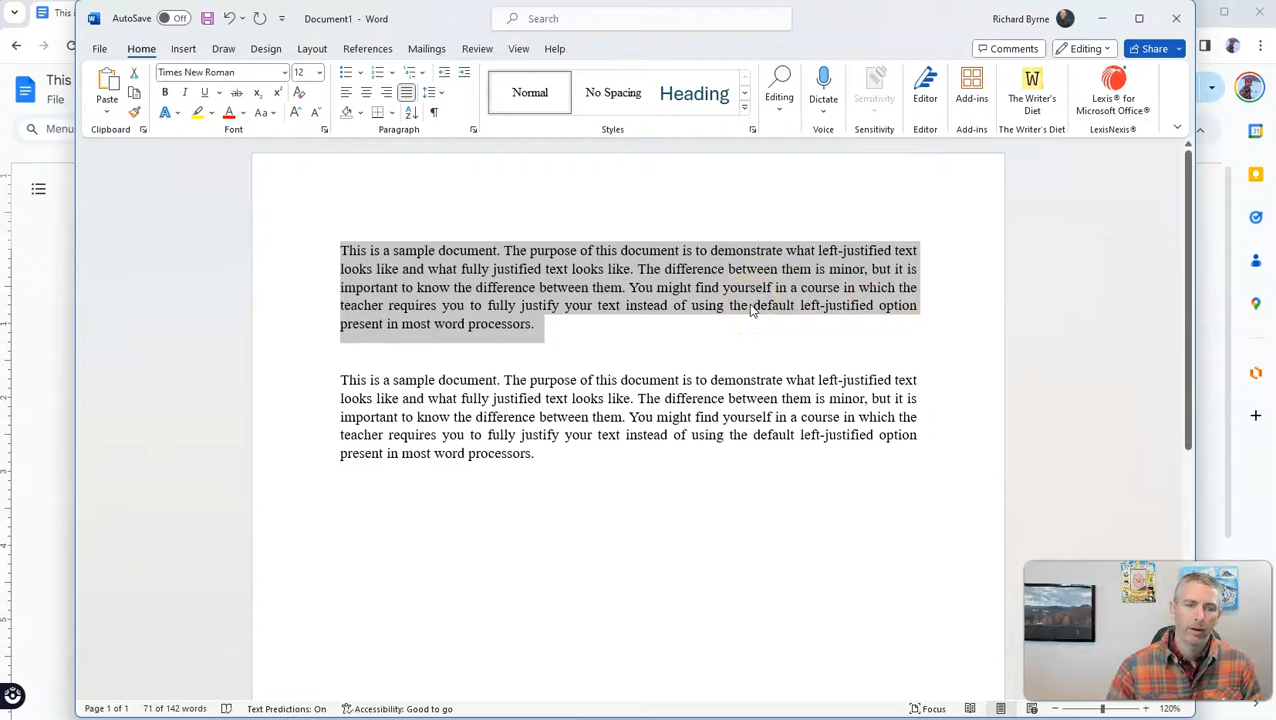 This
AutoSave Off Document1 - Word Search Richard Byrne
File Home Insert Draw Design Layout References Mailings Review View Help Comments Editing Share
This
File
Menu
Paste
Times New Roman 12
B I U ab x₂ x² A
A A Aa A A
Normal No Spacing Heading
Editing Dictate Sensitivity Editor Add-ins The Writer's Diet Lexis® for Microsoft Office®
Clipboard Font Paragraph Styles Voice Sensitivity Editor Add-ins The Writer's Diet LexisNexis®
This is a sample document. The purpose of this document is to demonstrate what left-justified text
looks like and what fully justified text looks like. The difference between them is minor, but it is
important to know the difference between them. You might find yourself in a course in which the
teacher requires you to fully justify your text instead of using the default left-justified option
present in most word processors.
This is a sample document. The purpose of this document is to demonstrate what left-justified text
looks like and what fully justified text looks like. The difference between them is minor, but it is
important to know the difference between them. You might find yourself in a course in which the
teacher requires you to fully justify your text instead of using the default left-justified option
present in most word processors.
Page 1 of 1 71 of 142 words Text Predictions: On Accessibility: Good to go Focus 120%